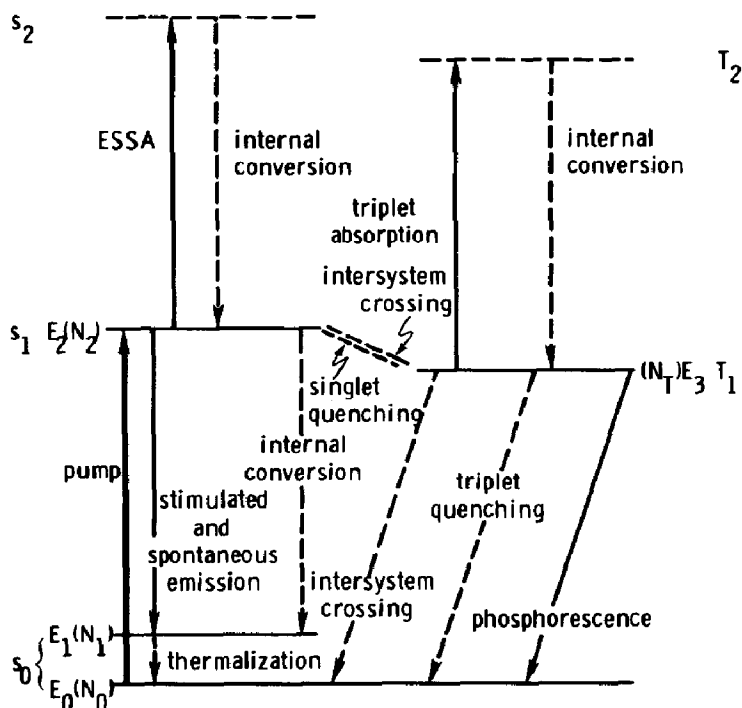 s2
T2
ESSA
internal
conversion
internal
conversion
triplet
absorption
intersystem
crossing
s1 E2(N2)
(NT)E3 T1
singlet
quenching
internal
conversion
pump
stimulated
and
spontaneous
emission
triplet
quenching
intersystem
crossing
phosphorescence
s0
E1(N1)
thermalization
E0(N0)